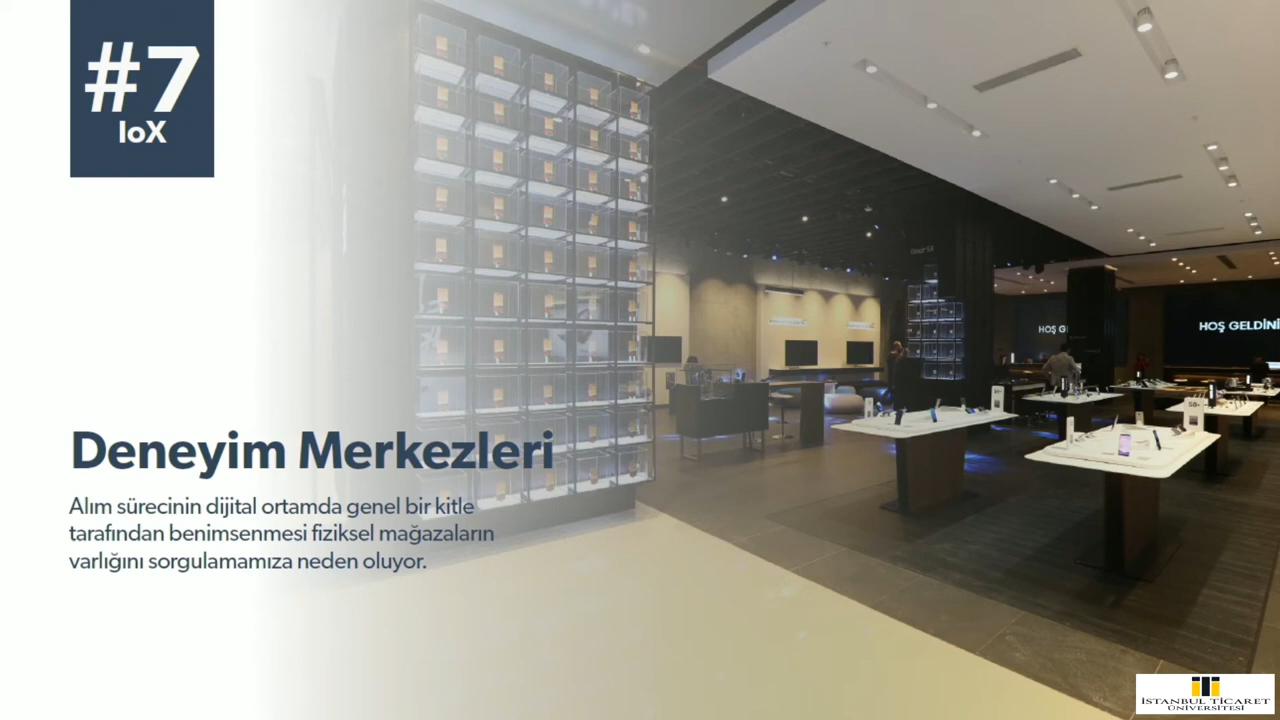 #7
IoX
HOŞ GELDİNİ
Deneyim Merkezleri
Alım sürecinin dijital ortamda genel bir kitle
tarafından benimsenmesi fiziksel mağazaların
varlığını sorgulamamıza neden oluyor.
S8+
İSTANBUL TİCARET
ÜNİVERSİTESİ